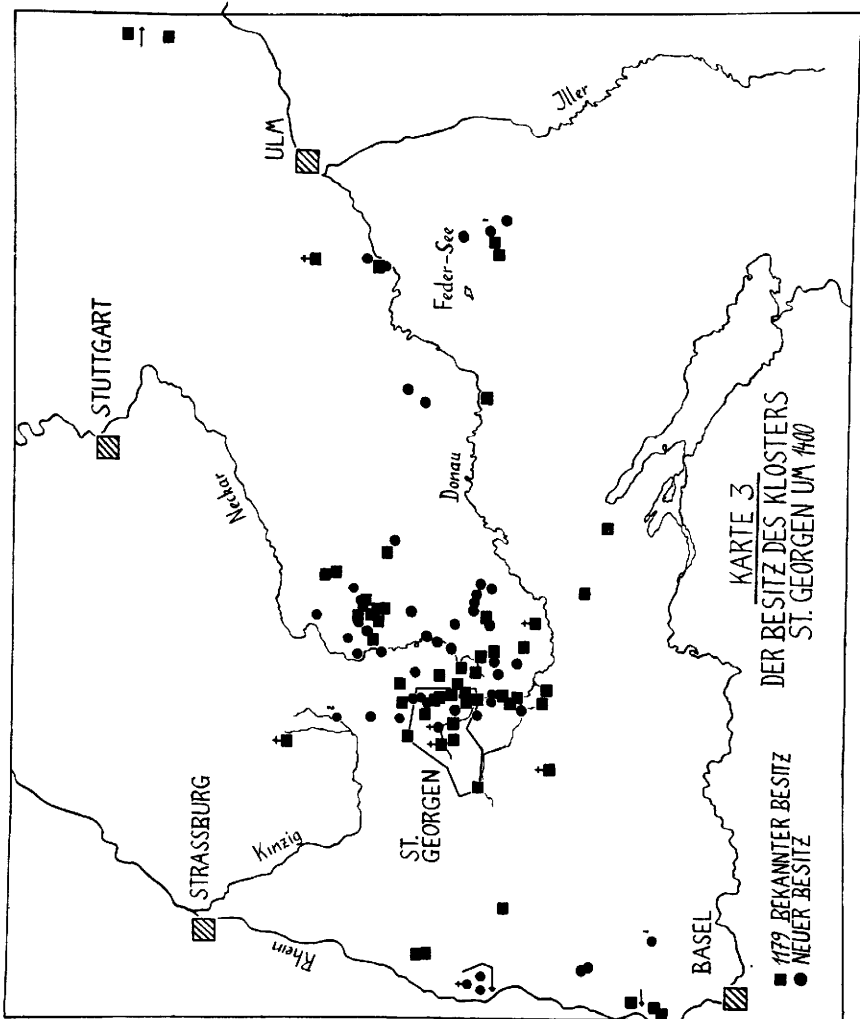 STUTTGART
ULM
Neckar
Iller
STRASSBURG
Kinzig
Feder-See
Donau
ST.
GEORGEN
Rhein
BASEL
KARTE 3
DER BESITZ DES KLOSTERS
ST. GEORGEN UM 1400
1179 BEKANNTER BESITZ
NEUER BESITZ